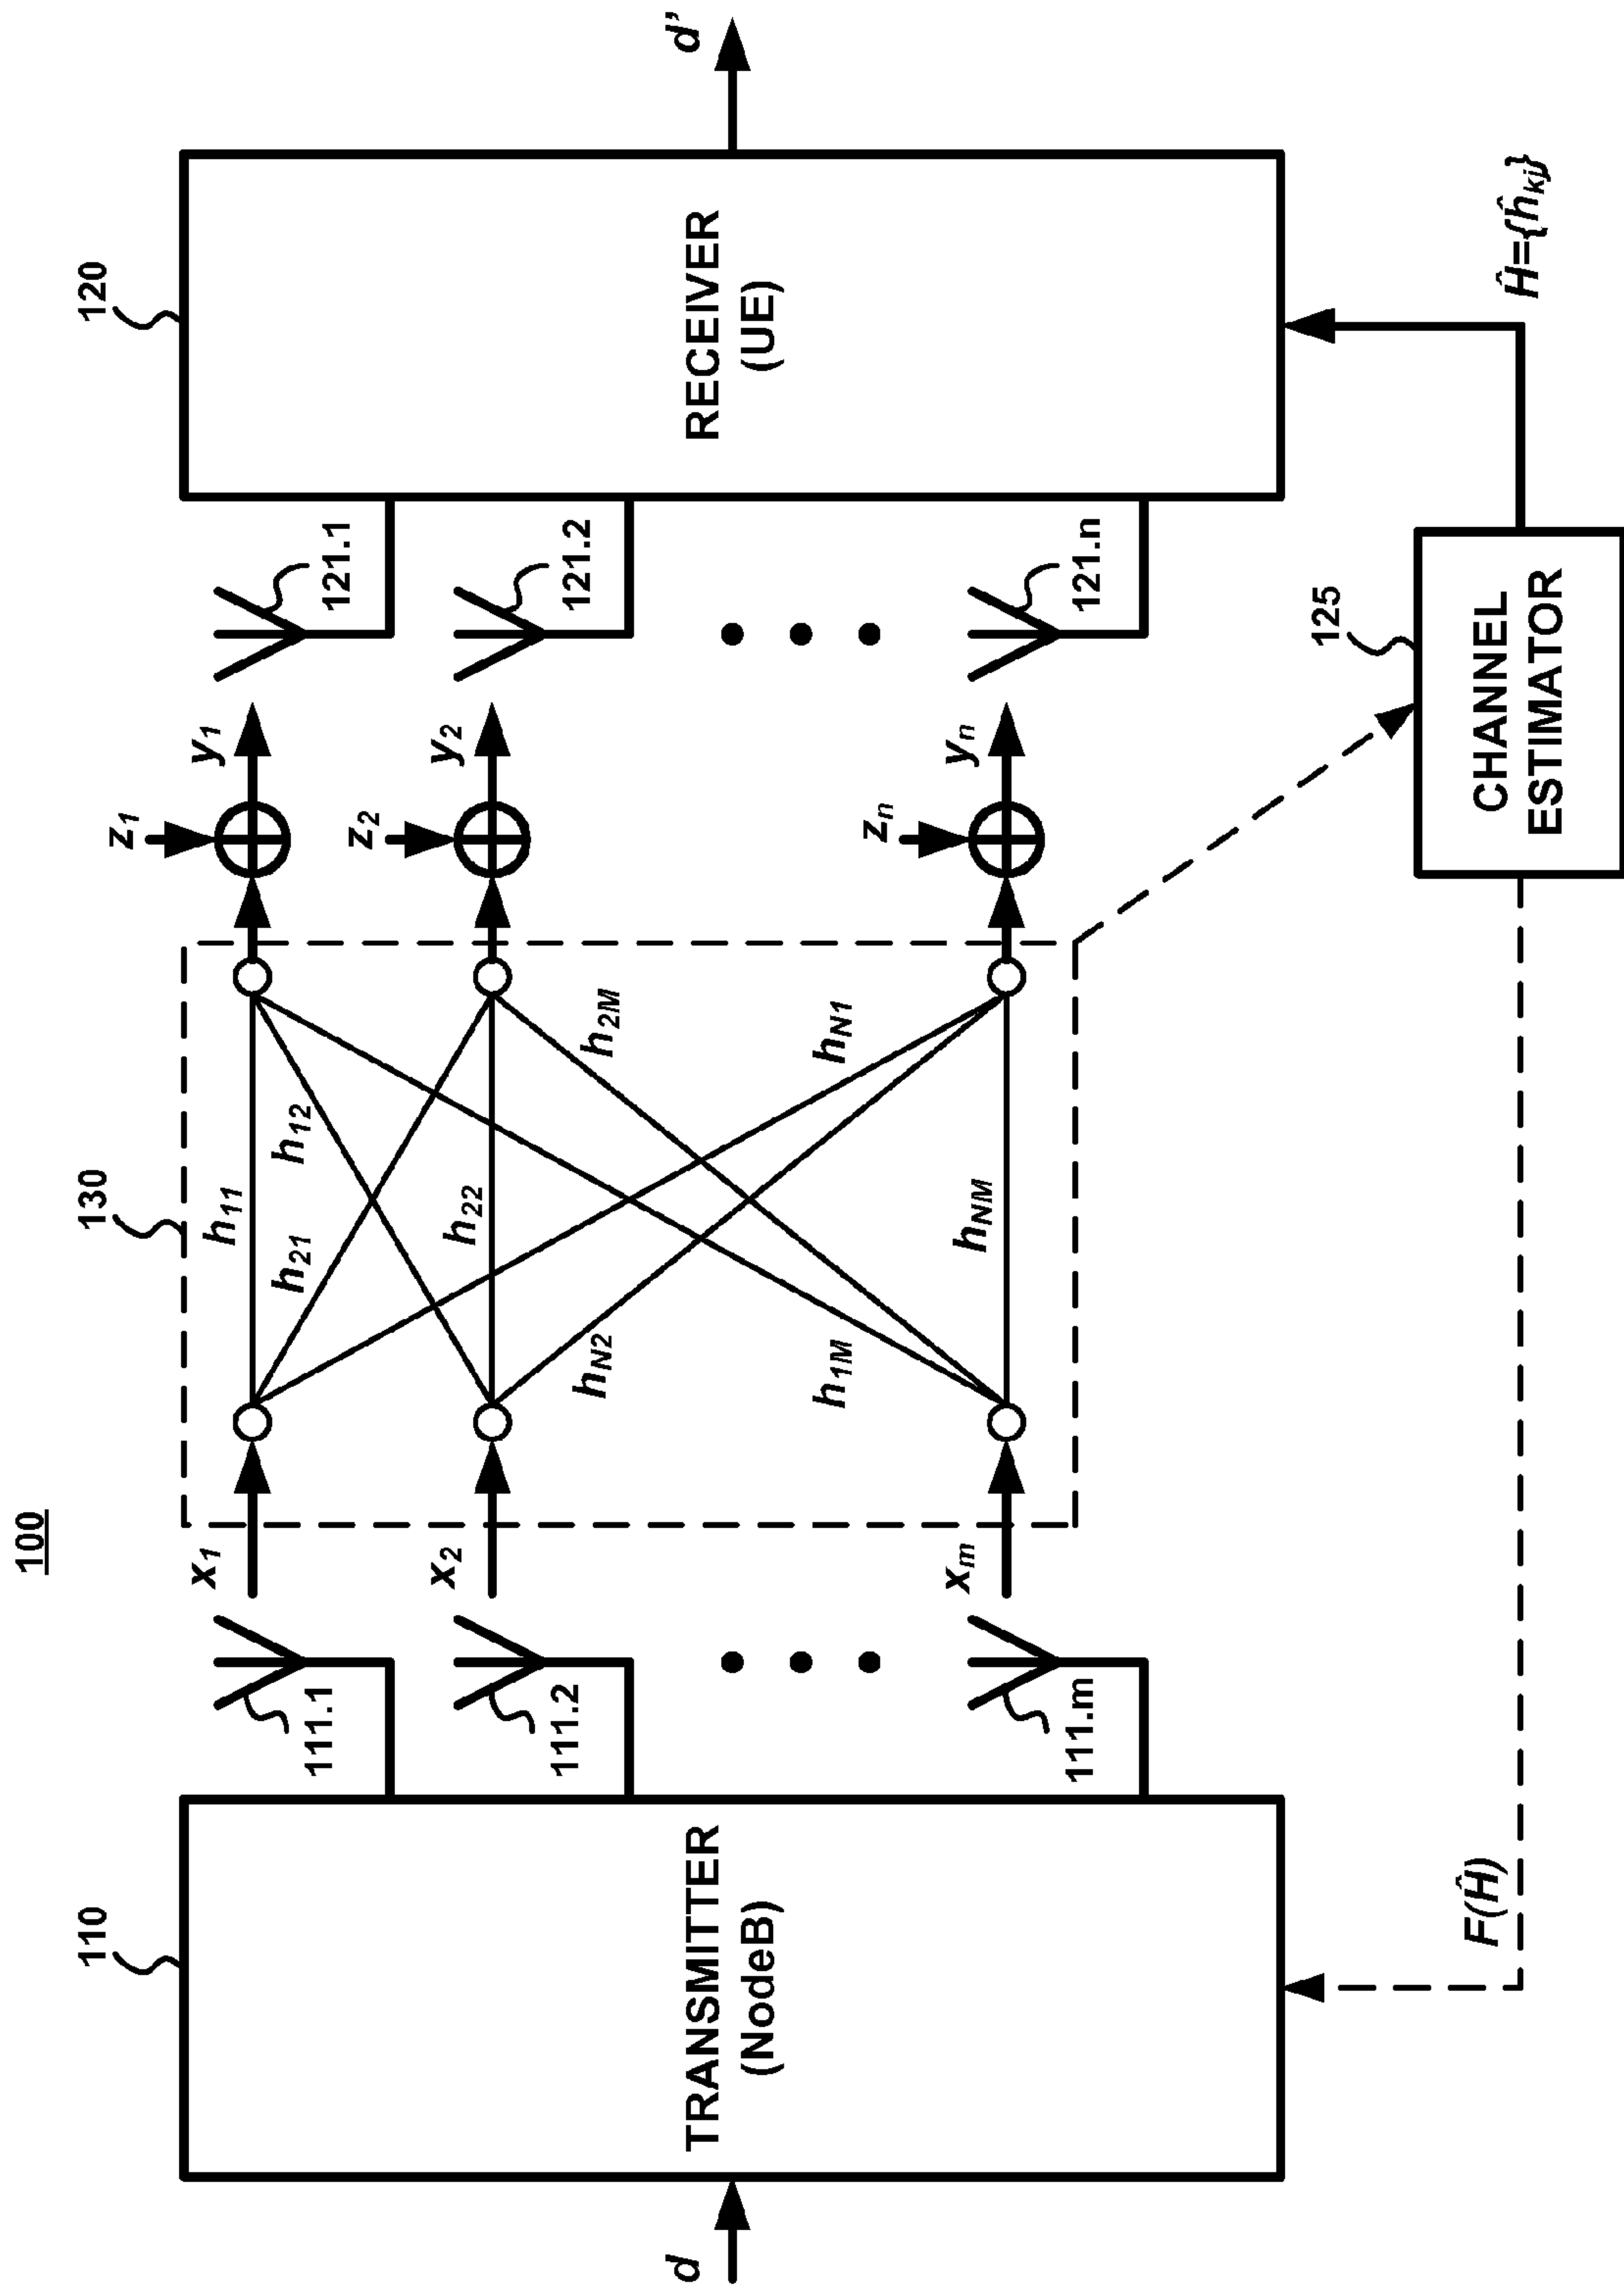 100
110
TRANSMITTER
(NodeB)
d
111.1
111.2
111.m
x1
x2
xm
130
h11
h12
h21
h22
h2M
hN1
hN2
h1M
hNM
z1
z2
zn
y1
y2
yn
121.1
121.2
121.n
120
RECEIVER
(UE)
d'
125
CHANNEL
ESTIMATOR
Ĥ={ĥkj}
F(Ĥ)